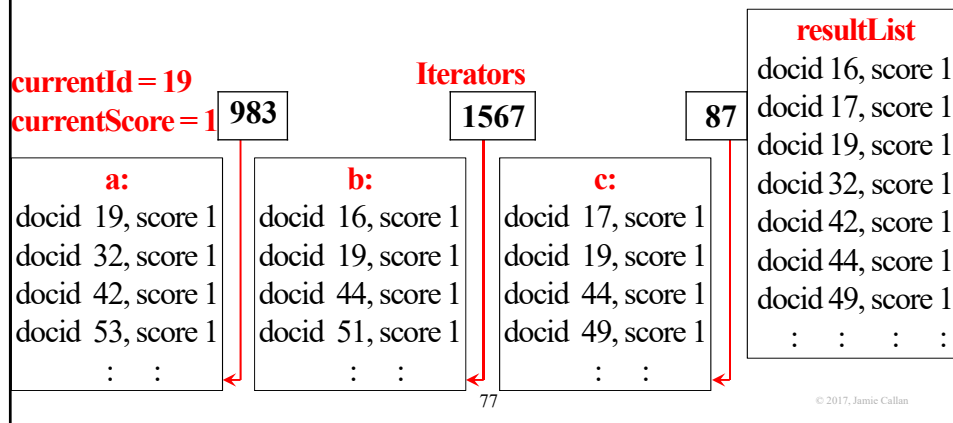 resultList
docid 16, score 1
docid 17, score 1
docid 19, score 1
docid 32, score 1
docid 42, score 1
docid 44, score 1
docid 49, score 1
: : : :
currentId = 19
currentScore = 1
Iterators
983
1567
87
a:
docid 19, score 1
docid 32, score 1
docid 42, score 1
docid 53, score 1
: :
b:
docid 16, score 1
docid 19, score 1
docid 44, score 1
docid 51, score 1
: :
c:
docid 17, score 1
docid 19, score 1
docid 44, score 1
docid 49, score 1
: :
77
© 2017, Jamie Callan